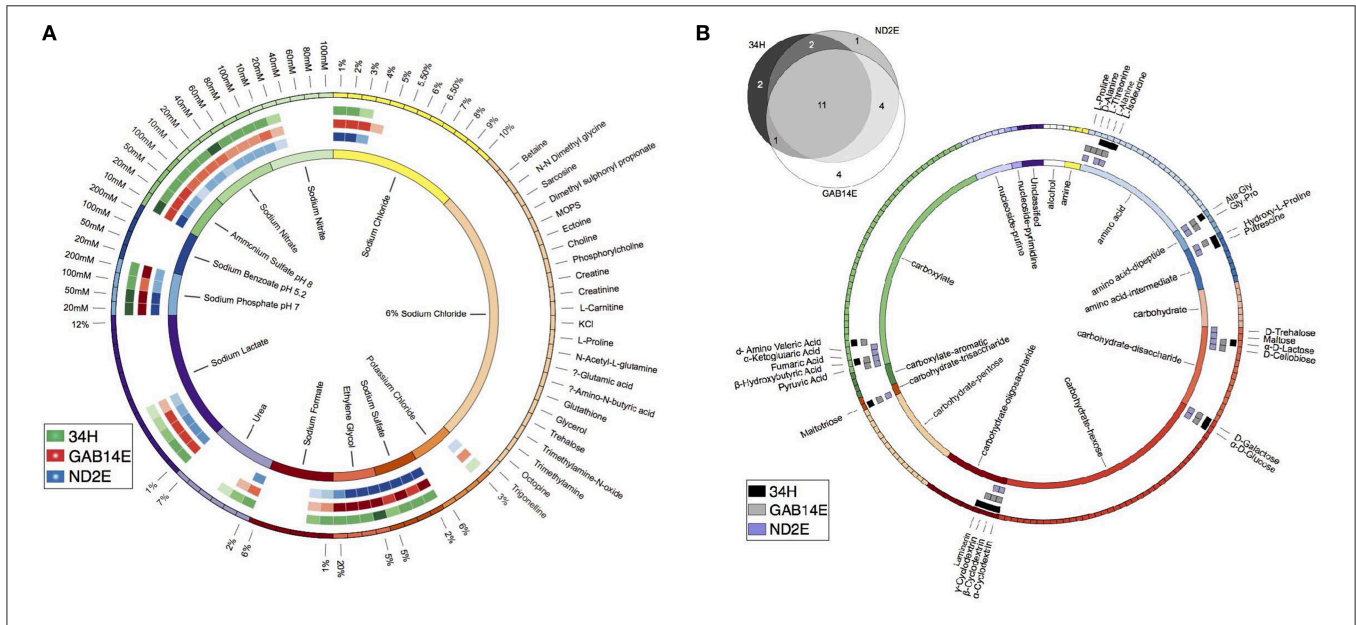 A
100mM
80mM
60mM
40mM
20mM
10mM
100mM
80mM
60mM
40mM
20mM
10mM
100mM
50mM
20mM
10mM
200mM
100mM
50mM
20mM
200mM
100mM
50mM
20mM
12%
1%
7%
2%
6%
1%
20%
5%
5%
2%
6%
3%
1%
2%
3%
4%
5%
5.50%
6%
6.50%
7%
8%
9%
10%
Betaine
N-N Dimethyl glycine
Sarcosine
Dimethyl sulphonyl propionate
MOPS
Ectoine
Choline
Phosphorylcholine
Creatine
Creatinine
L-Carnitine
KCl
L-Proline
N-Acetyl-L-glutamine
?-Glutamic acid
?-Amino-N-butyric acid
Glutathione
Glycerol
Trehalose
Trimethylamine-N-oxide
Trimethylamine
Octopine
Trigonelline
Sodium Chloride
Sodium Nitrite
Sodium Nitrate
Ammonium Sulfate pH 8
Sodium Benzoate pH 5.2
Sodium Phosphate pH 7
6% Sodium Chloride
Sodium Lactate
Urea
Sodium Formate
Ethylene Glycol
Sodium Sulfate
Potassium Chloride
34H
GAB14E
ND2E
B
34H
ND2E
2
1
2
11
4
1
4
GAB14E
L-Proline
D-Alanine
L-Threonine
L-Alanine
L-Isoleucine
Ala-Gly
Gly-Pro
Hydroxy-L-Proline
Putrescine
D-Trehalose
Maltose
α-D-Lactose
D-Cellobiose
D-Galactose
α-D-Glucose
Laminarin
γ-Cyclodextrin
β-Cyclodextrin
α-Cyclodextrin
Maltotriose
d- Amino Valeric Acid
α-Ketogluaric Acid
Fumaric Acid
β-Hydroxybutyric Acid
Pyruvic Acid
nucleoside-purine
nucleoside-pyrimidine
Unclassified
alcohol
amine
amino acid
amino acid-dipeptide
amino acid-intermediate
carbohydrate
carbohydrate-disaccharide
carbohydrate-hexose
carbohydrate-oligosaccharide
carbohydrate-pentose
carbohydrate-trisaccharide
carboxylate-aromatic
carboxylate
34H
GAB14E
ND2E